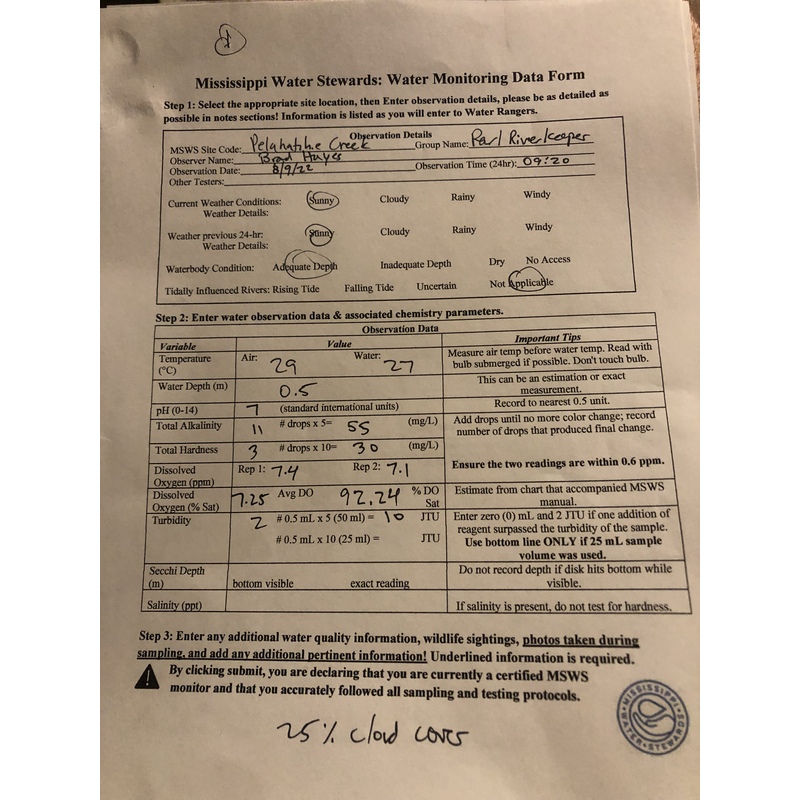 1
Mississippi Water Stewards: Water Monitoring Data Form
Step 1: Select the appropriate site location, then Enter observation details, please be as detailed as
possible in notes sections! Information is listed as you will enter to Water Rangers.
Observation Details
MSWS Site Code: Pelahatchie Creek Group Name: Pearl Riverkeeper
Observer Name: Brad Hayes
Observation Date: 8/9/22 Observation Time (24hr): 09:20
Other Testers:
Current Weather Conditions: Sunny Cloudy Rainy Windy
Weather Details:
Weather previous 24-hr: Sunny Cloudy Rainy Windy
Weather Details:
Waterbody Condition: Adequate Depth Inadequate Depth Dry No Access
Tidally Influenced Rivers: Rising Tide Falling Tide Uncertain Not Applicable
Step 2: Enter water observation data & associated chemistry parameters.
Observation Data
Variable Value Important Tips
Temperature (°C) Air: 29 Water: 27 Measure air temp before water temp. Read with
bulb submerged if possible. Don't touch bulb.
Water Depth (m) 0.5 This can be an estimation or exact
measurement.
pH (0-14) 7 (standard international units) Record to nearest 0.5 unit.
Total Alkalinity 11 # drops x 5= 55 (mg/L) Add drops until no more color change; record
number of drops that produced final change.
Total Hardness 3 # drops x 10= 30 (mg/L)
Dissolved Oxygen (ppm) Rep 1: 7.4 Rep 2: 7.1 Ensure the two readings are within 0.6 ppm.
Dissolved Oxygen (% Sat) 7.25 Avg DO 92.24 % DO Sat Estimate from chart that accompanied MSWS
manual.
Turbidity 2 # 0.5 mL x 5 (50 ml) = 10 JTU Enter zero (0) mL and 2 JTU if one addition of
reagent surpassed the turbidity of the sample.
# 0.5 mL x 10 (25 ml) = JTU Use bottom line ONLY if 25 mL sample
volume was used.
Secchi Depth (m) bottom visible exact reading Do not record depth if disk hits bottom while
visible.
Salinity (ppt) If salinity is present, do not test for hardness.
Step 3: Enter any additional water quality information, wildlife sightings, photos taken during
sampling, and add any additional pertinent information! Underlined information is required.
By clicking submit, you are declaring that you are currently a certified MSWS
monitor and that you accurately followed all sampling and testing protocols.
MISSISSIPPI WATER STEWARDS
25% cloud cover